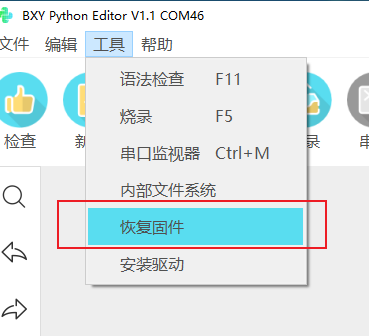 BXY Python Editor V1.1 COM46
文件 编辑 工具 帮助
语法检查 F11
烧录 F5
串口监视器 Ctrl+M
内部文件系统
恢复固件
安装驱动
检查 新 录 串